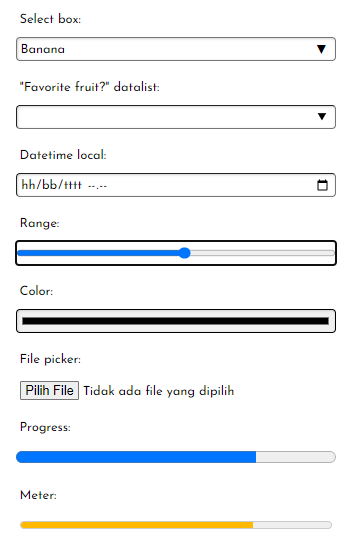 Select box:
Banana
"Favorite fruit?" datalist:
Datetime local:
hh/bb/tttt --.--
Range:
Color:
File picker:
Pilih File Tidak ada file yang dipilih
Progress:
Meter: